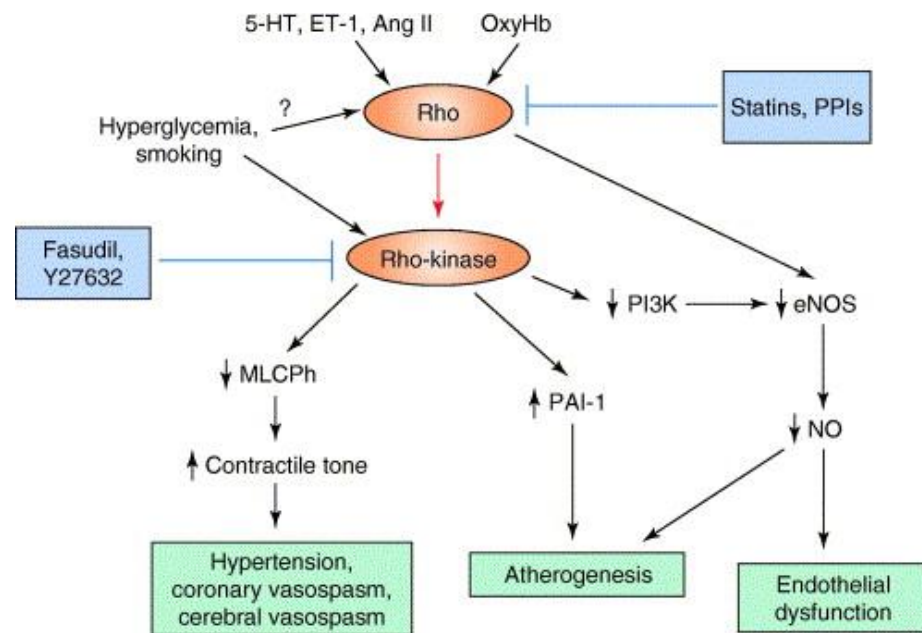 5-HT, ET-1, Ang II
OxyHb
Rho
Statins, PPIs
?
Hyperglycemia,
smoking
Fasudil,
Y27632
Rho-kinase
↓ PI3K
↓ eNOS
↓ MLCPh
↑ PAI-1
↓ NO
↑ Contractile tone
Hypertension,
coronary vasospasm,
cerebral vasospasm
Atherogenesis
Endothelial
dysfunction